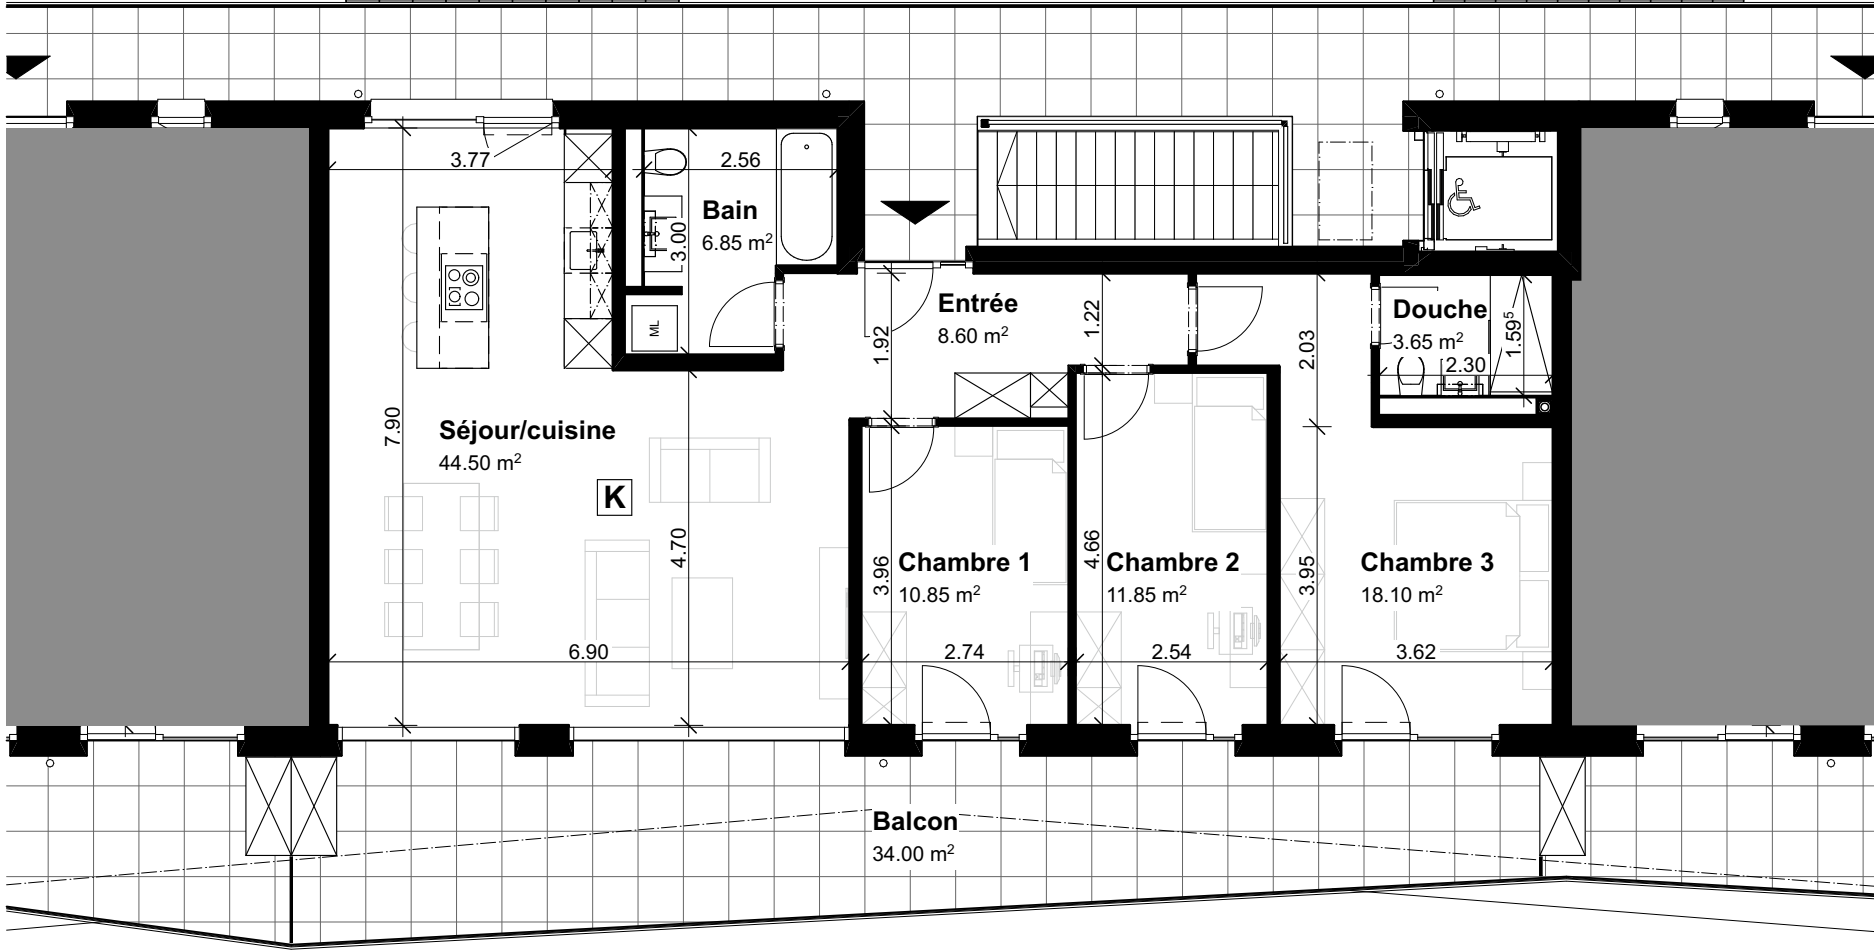 3.77
2.56
Bain
6.85 m²
3.00
ML
Entrée
8.60 m²
1.92
1.22
2.03
Douche
3.65 m²
1.59⁵
2.30
7.90
Séjour/cuisine
44.50 m²
K
4.70
3.96
Chambre 1
10.85 m²
4.66
Chambre 2
11.85 m²
3.95
Chambre 3
18.10 m²
6.90
2.74
2.54
3.62
Balcon
34.00 m²